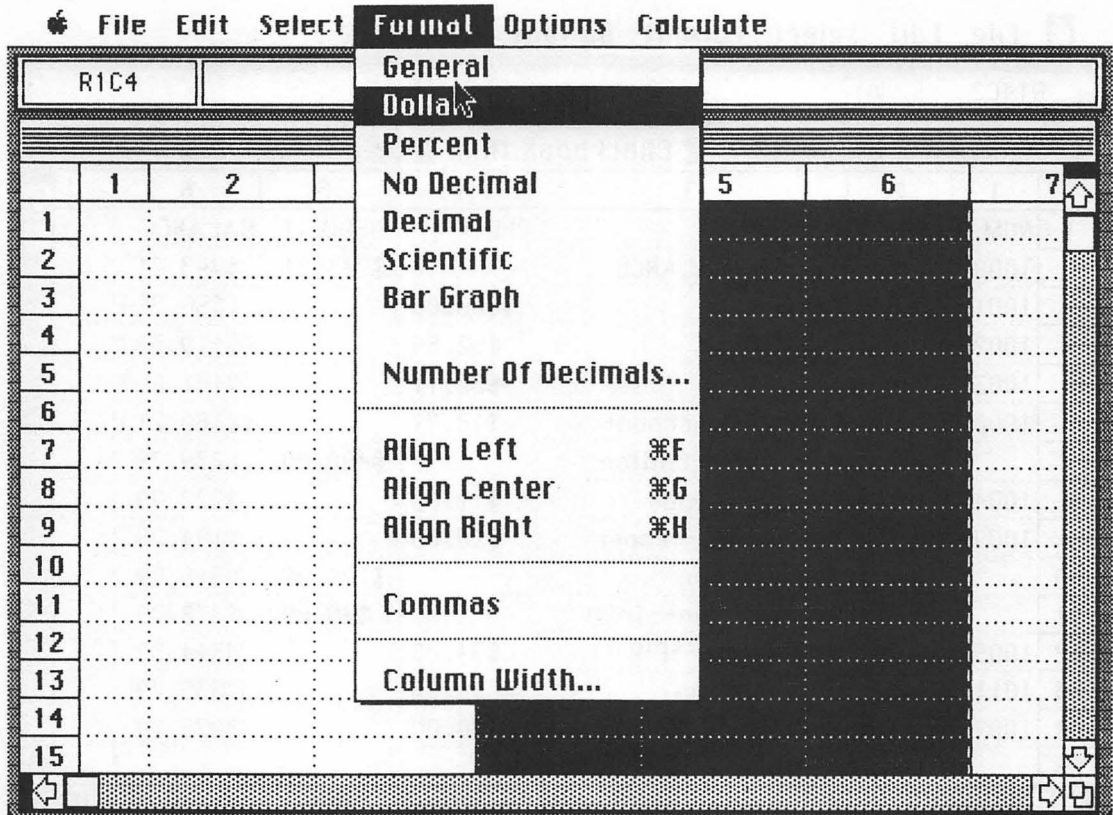 File Edit Select Format Options Calculate
R1C4
General
Dollar
Percent
No Decimal
Decimal
Scientific
Bar Graph
Number Of Decimals...
Align Left ⌘F
Align Center ⌘G
Align Right ⌘H
Commas
Column Width...
1 2 5 6 7
1
2
3
4
5
6
7
8
9
10
11
12
13
14
15